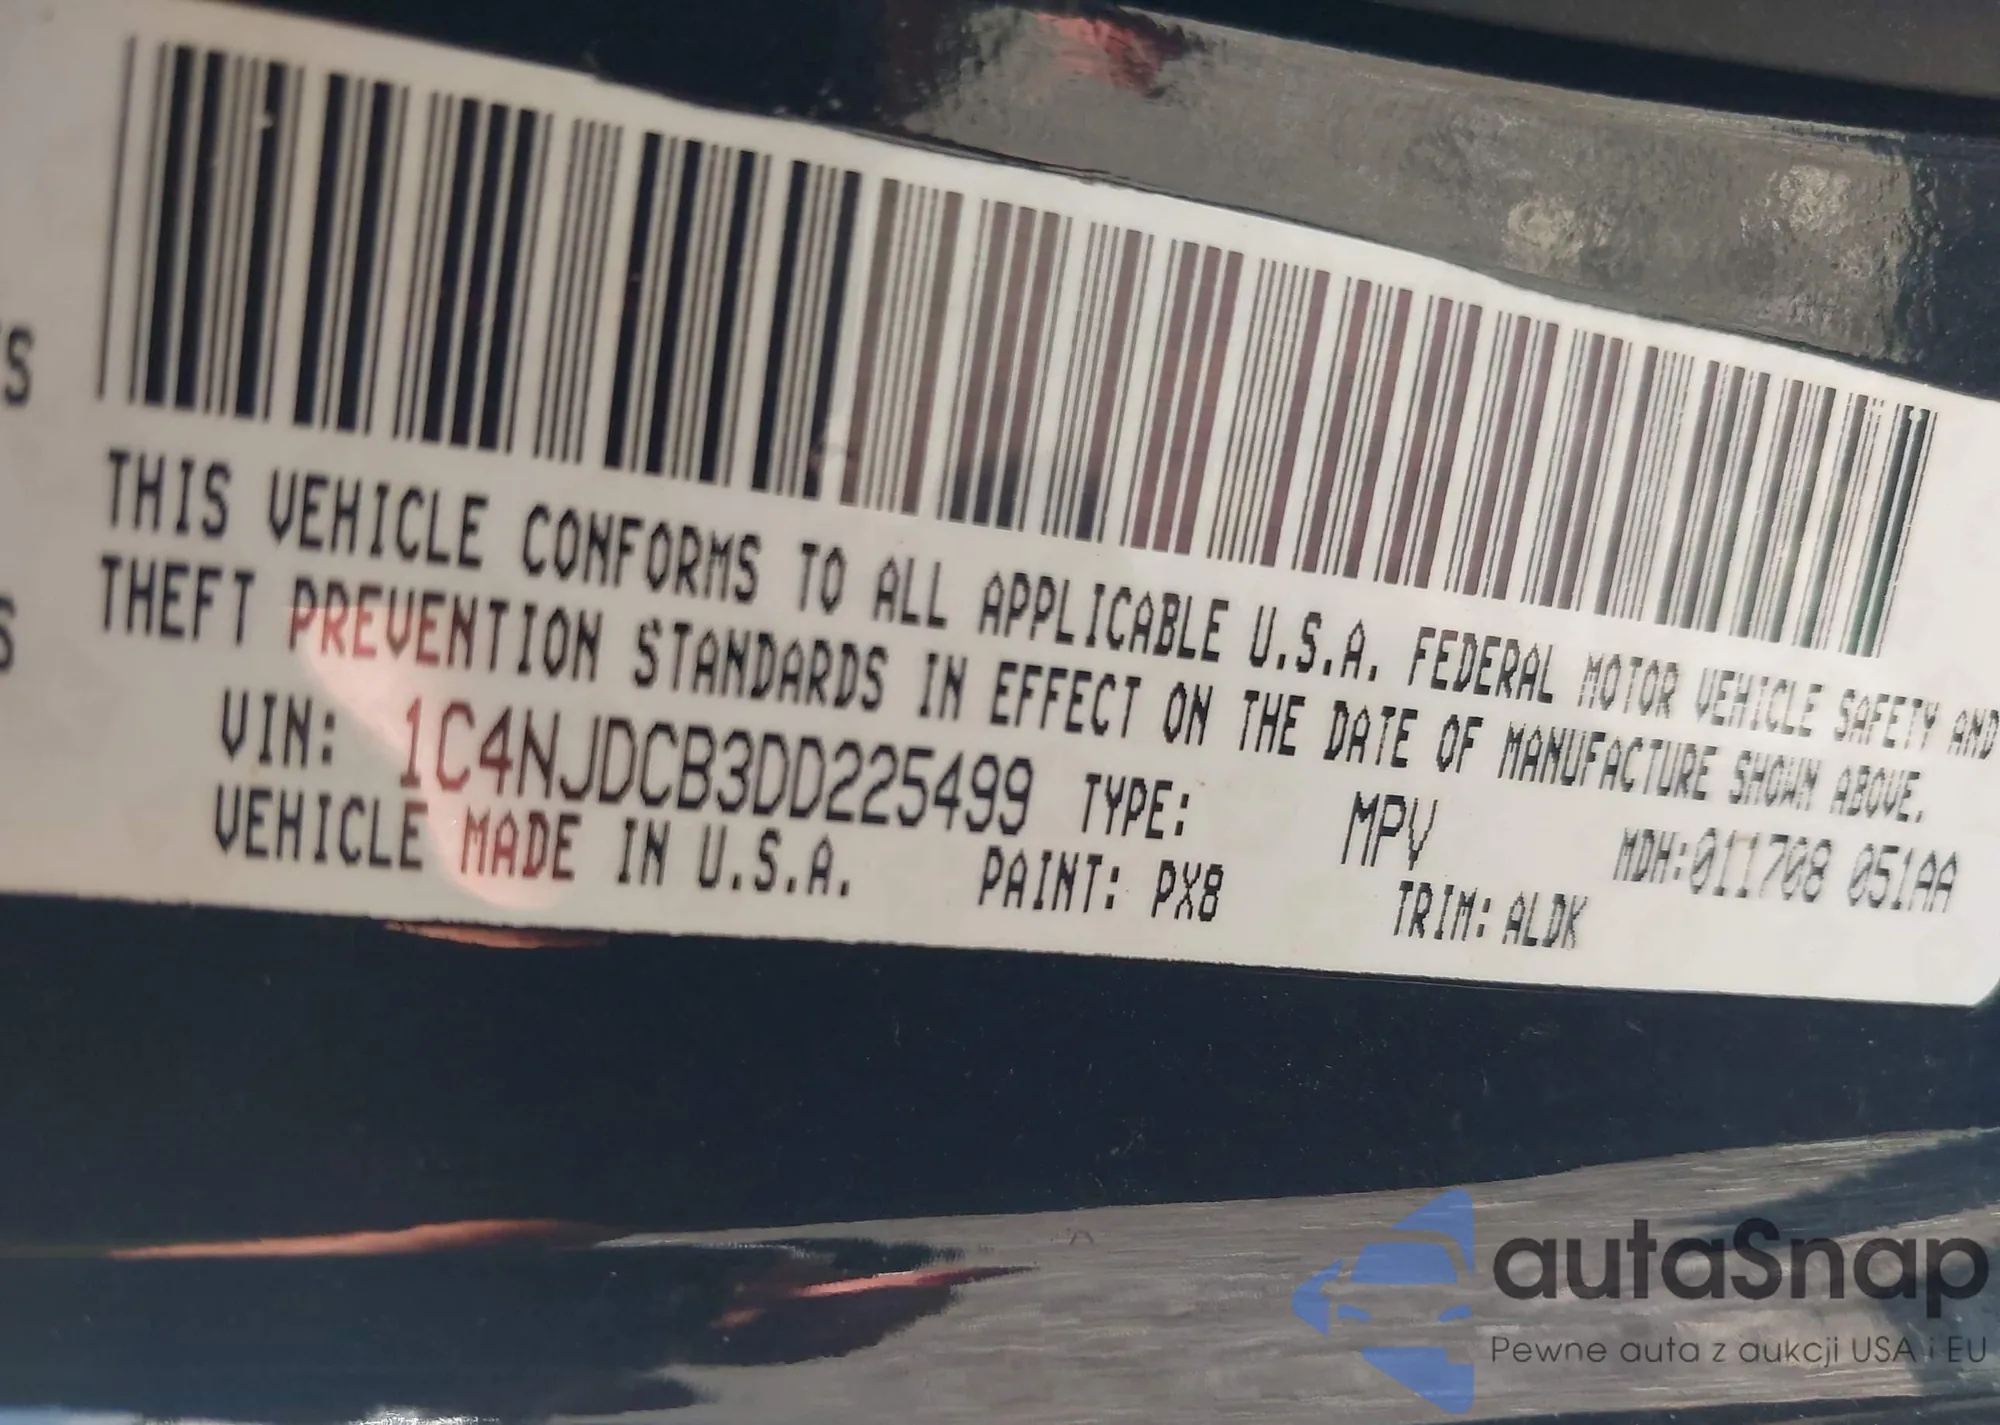 S
THIS VEHICLE CONFORMS TO ALL APPLICABLE U.S.A. FEDERAL MOTOR VEHICLE SAFETY AND
S
THEFT PREVENTION STANDARDS IN EFFECT ON THE DATE OF MANUFACTURE SHOWN ABOVE.
VIN: 1C4NJDCB3DD225499 TYPE: MPV MDH:011708 051AA
VEHICLE MADE IN U.S.A. PAINT: PX8 TRIM: ALDK
autaSnap
Pewne auta z aukcji USA i EU